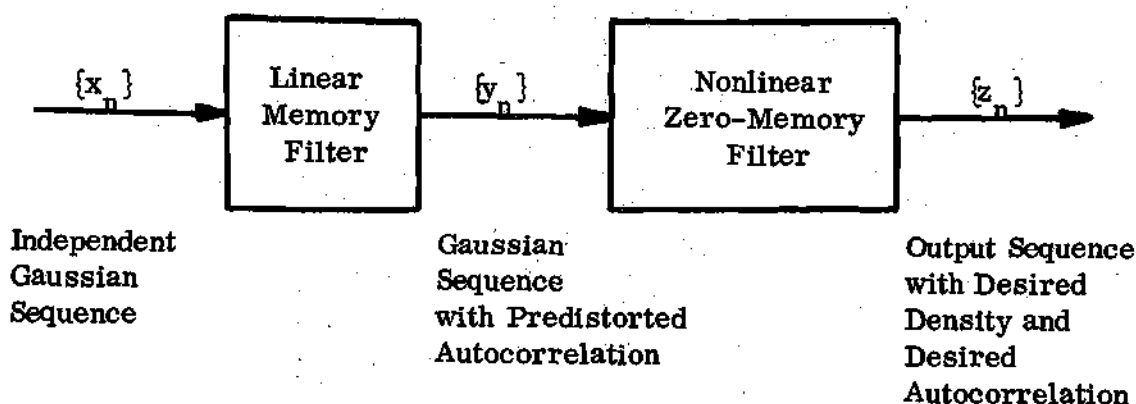 {x_n}
Linear
Memory
Filter
{y_n}
Nonlinear
Zero-Memory
Filter
{z_n}
Independent
Gaussian
Sequence
Gaussian
Sequence
with Predistorted
Autocorrelation
Output Sequence
with Desired
Density and
Desired
Autocorrelation